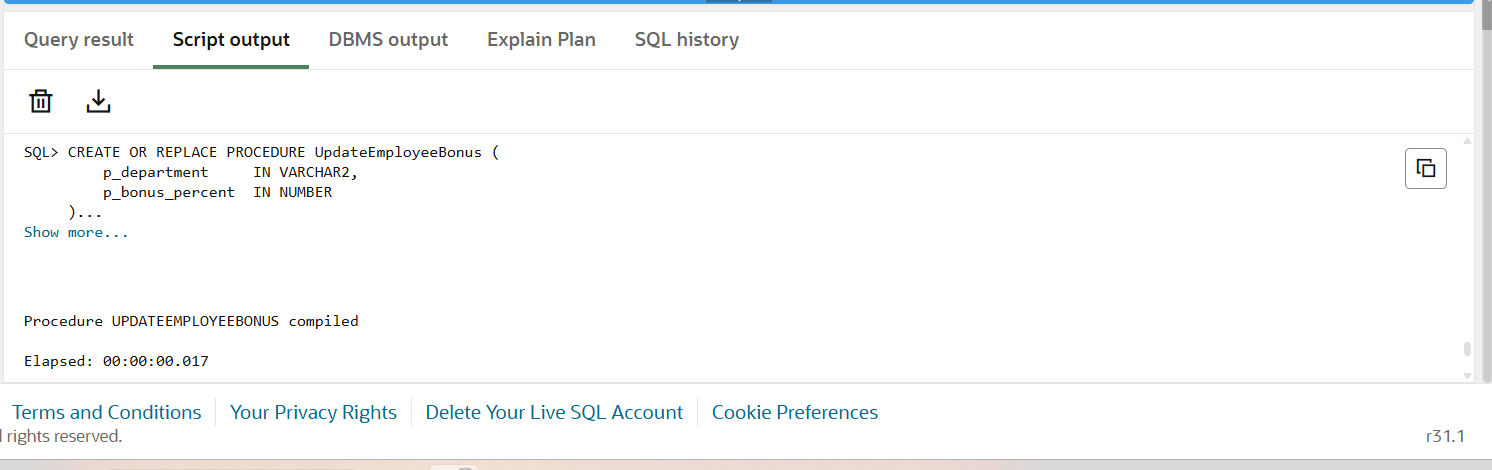 Query result Script output DBMS output Explain Plan SQL history
SQL> CREATE OR REPLACE PROCEDURE UpdateEmployeeBonus (
         p_department     IN VARCHAR2,
         p_bonus_percent  IN NUMBER
     )...
Show more...
Procedure UPDATEEMPLOYEEBONUS compiled
Elapsed: 00:00:00.017
Terms and Conditions Your Privacy Rights Delete Your Live SQL Account Cookie Preferences
rights reserved. r31.1